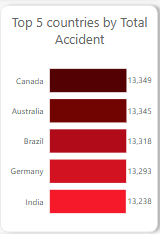 Top 5 countries by Total
Accident
Canada 13,349
Australia 13,345
Brazil 13,318
Germany 13,293
India 13,238